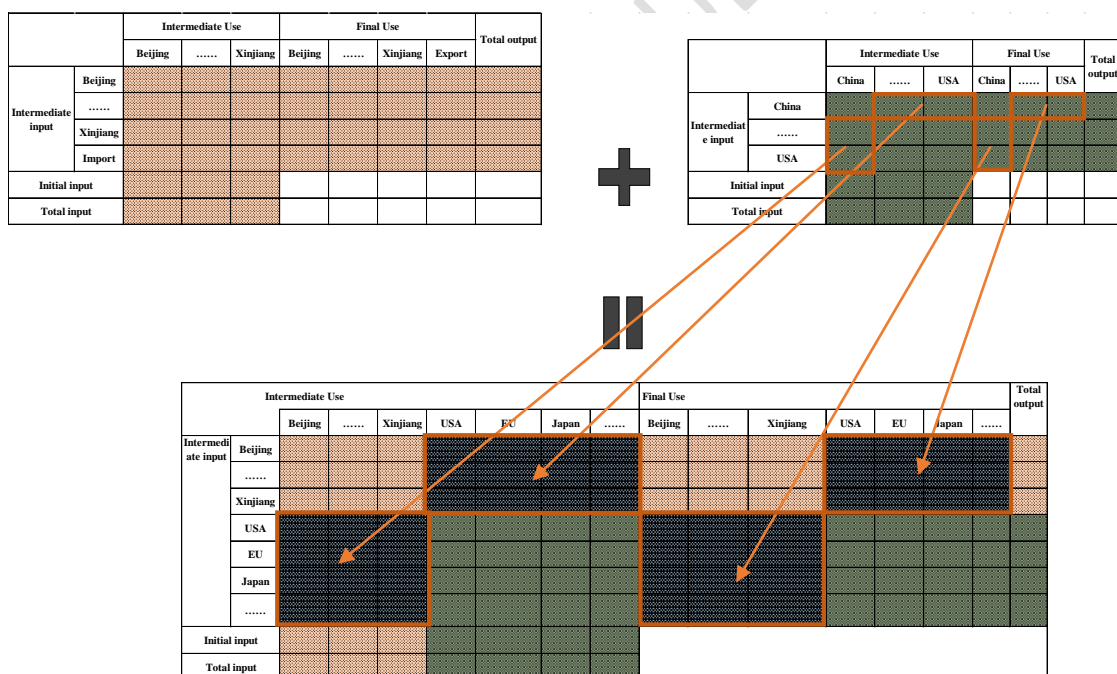 Intermediate Use Final Use Total output
Beijing …… Xinjiang Beijing …… Xinjiang Export
Beijing
……
Intermediate
input
Xinjiang
Import
Initial input
Total input
Intermediate Use Final Use Total
output
China …… USA China …… USA
China
Intermediat
e input
……
USA
Initial input
Total input
Intermediate Use Final Use Total
output
Beijing …… Xinjiang USA EU Japan …… Beijing …… Xinjiang USA EU Japan ……
Intermedi
ate input
Beijing
……
Xinjiang
USA
EU
Japan
……
Initial input
Total input